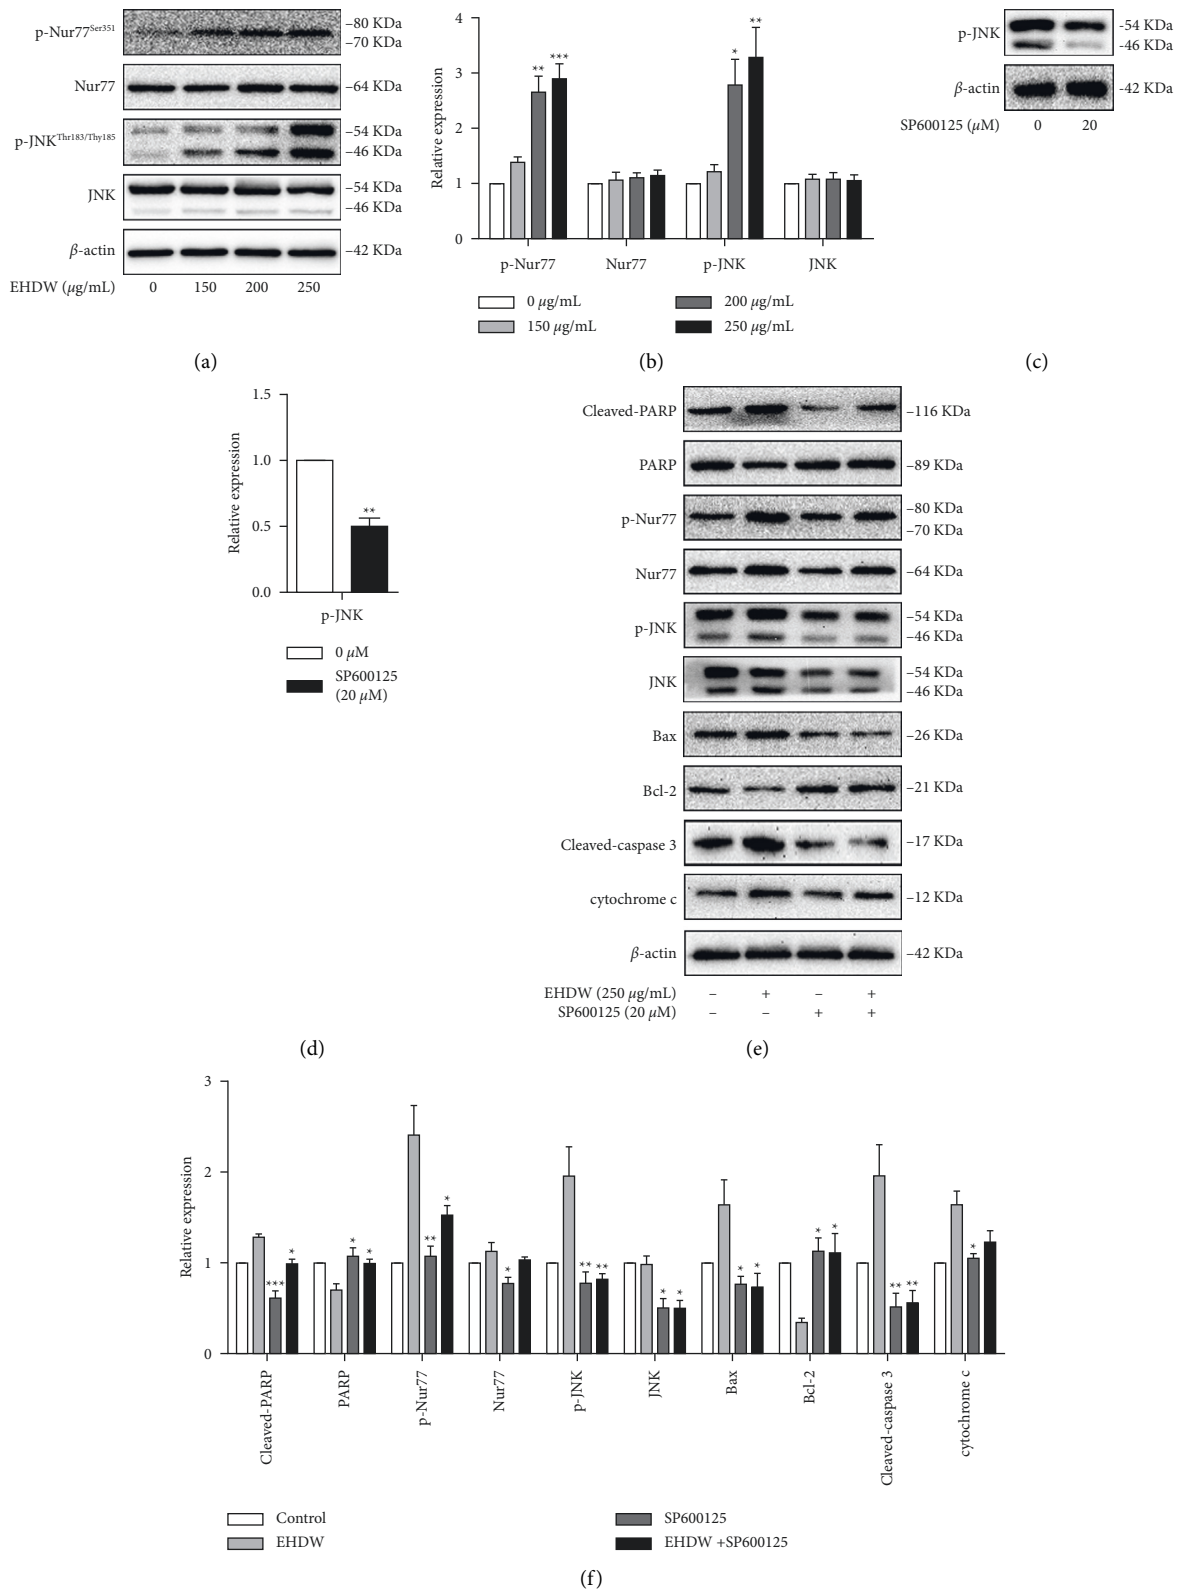 p-Nur77Ser351
–80 KDa
–70 KDa
Nur77
–64 KDa
p-JNKThr183/Thy185
–54 KDa
–46 KDa
JNK
–54 KDa
–46 KDa
β-actin
–42 KDa
EHDW (μg/mL) 0 150 200 250
(a)
Relative expression
4
3
2
1
0
** *** * **
p-Nur77 Nur77 p-JNK JNK
0 μg/mL
150 μg/mL
200 μg/mL
250 μg/mL
(b)
p-JNK
–54 KDa
–46 KDa
β-actin
–42 KDa
SP600125 (μM) 0 20
(c)
Relative expression
1.5
1.0
0.5
0.0
**
p-JNK
0 μM
SP600125
(20 μM)
(d)
Cleaved-PARP
–116 KDa
PARP
–89 KDa
p-Nur77
–80 KDa
–70 KDa
Nur77
–64 KDa
p-JNK
–54 KDa
–46 KDa
JNK
–54 KDa
–46 KDa
Bax
–26 KDa
Bcl-2
–21 KDa
Cleaved-caspase 3
–17 KDa
cytochrome c
–12 KDa
β-actin
–42 KDa
EHDW (250 μg/mL) – + – +
SP600125 (20 μM) – – + +
(e)
Relative expression
3
2
1
0
*** * * * ** * * ** ** * * * * * * ** ** *
Cleaved-PARP
PARP
p-Nur77
Nur77
p-JNK
JNK
Bax
Bcl-2
Cleaved-caspase 3
cytochrome c
Control
EHDW
SP600125
EHDW +SP600125
(f)